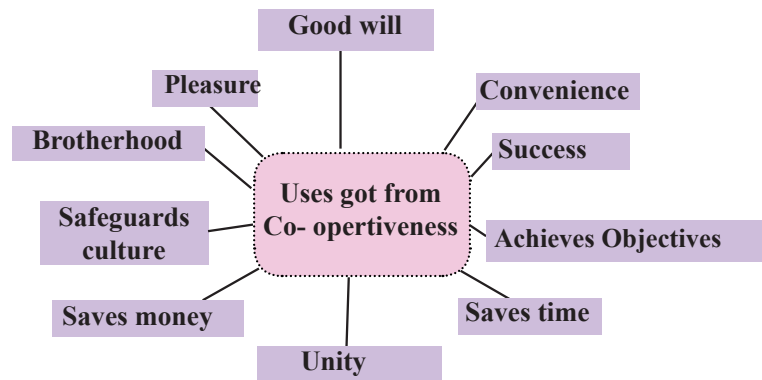 Good will
Pleasure
Convenience
Brotherhood
Success
Uses got from
Co- opertiveness
Safeguards
culture
Achieves Objectives
Saves money
Saves time
Unity